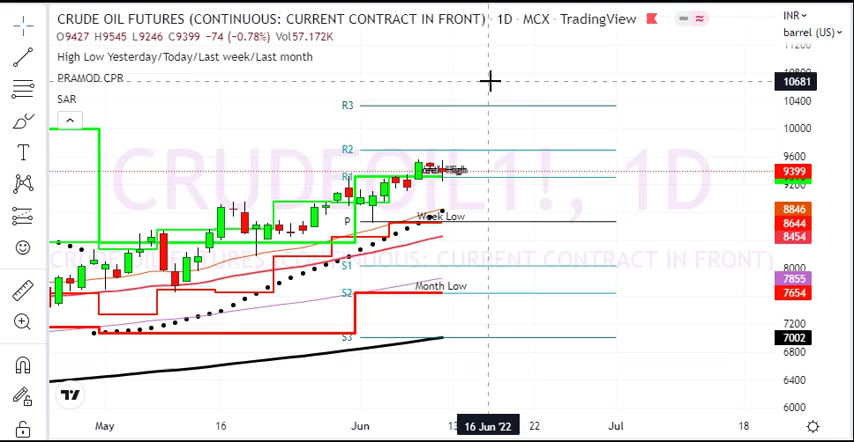 CRUDE OIL FUTURES (CONTINUOUS: CURRENT CONTRACT IN FRONT) · 1D · MCX · TradingView
INR
O9427 H9545 L9246 C9399 −74 (−0.78%) Vol57.172K
barrel (US)
High Low Yesterday/Today/Last week/Last month
PRAMOD CPR
SAR
CRUDEOIL1!, 1D
CRUDE OIL FUTURES (CONTINUOUS: CURRENT CONTRACT IN FRONT)
R3
R2
R1
P
S1
S2
S3
Week Low
Month Low
11200
10681
10400
10000
9600
9399
9200
8846
8644
8454
8000
7855
7654
7200
7002
6800
6400
6000
May
16
Jun
13
16 Jun '22
22
Jul
18